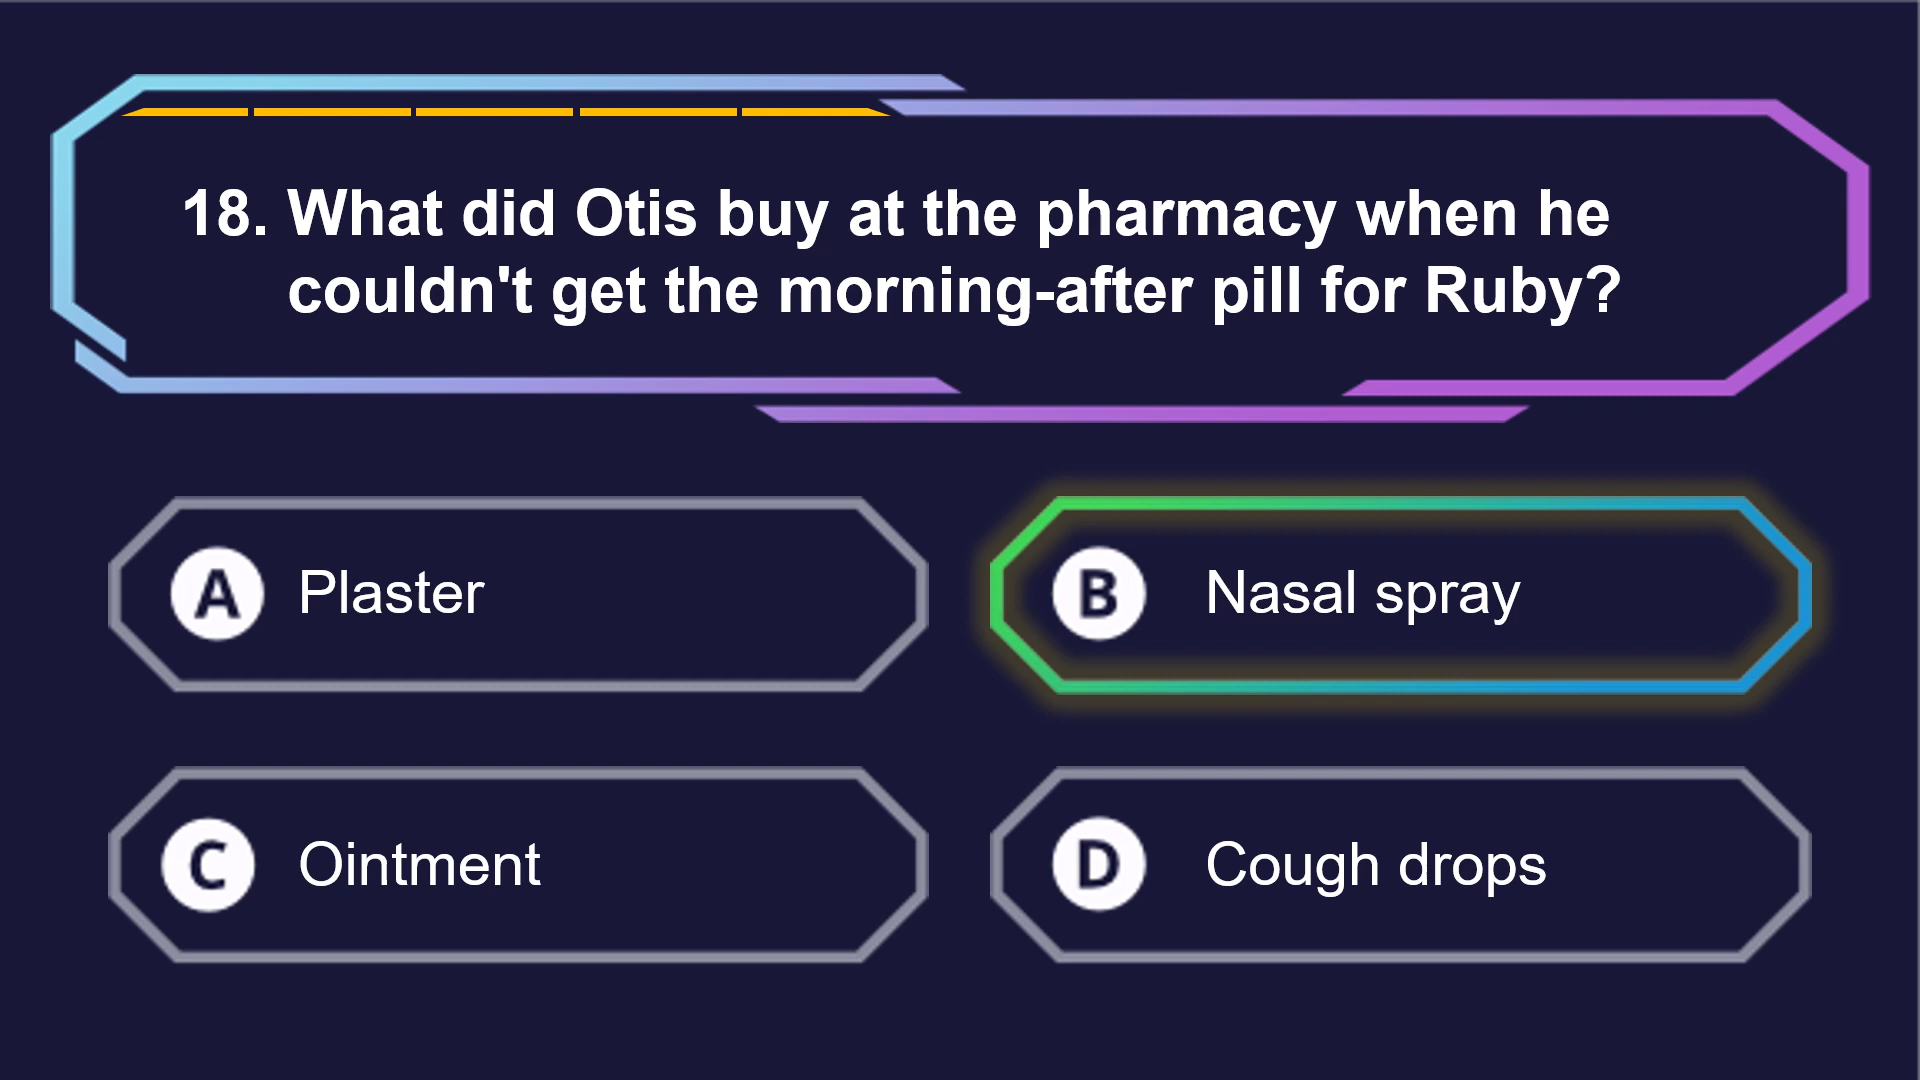 18. What did Otis buy at the pharmacy when he
couldn't get the morning-after pill for Ruby?
A Plaster
B Nasal spray
C Ointment
D Cough drops